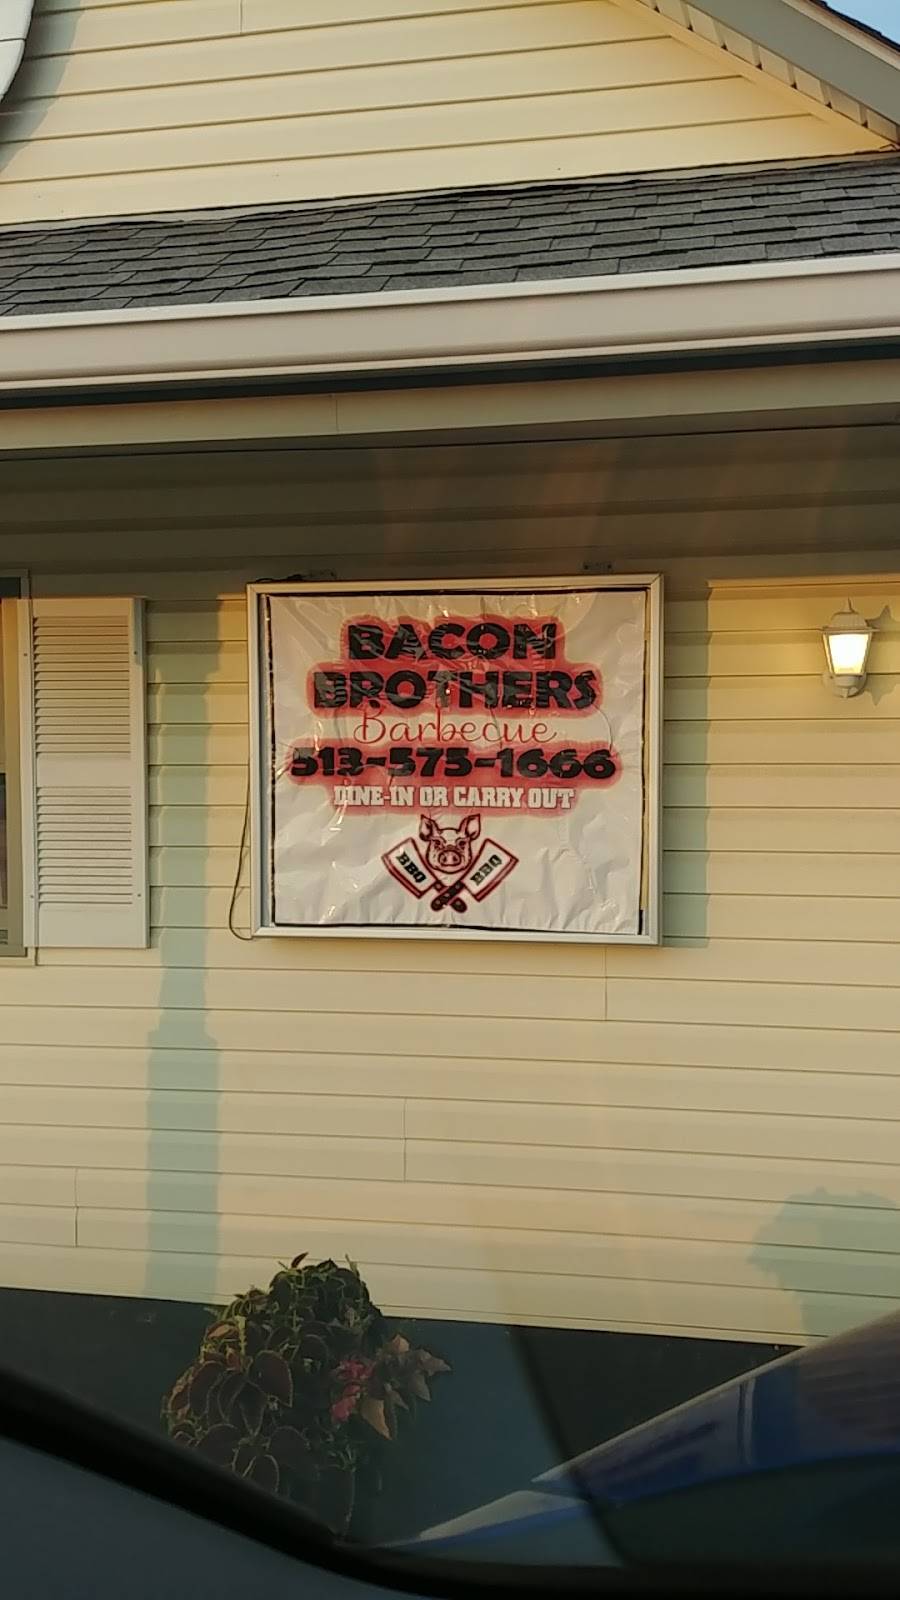 BACON
BROTHERS
Barbecue
513-575-1666
DINE-IN OR CARRY OUT
BBQ BBQ